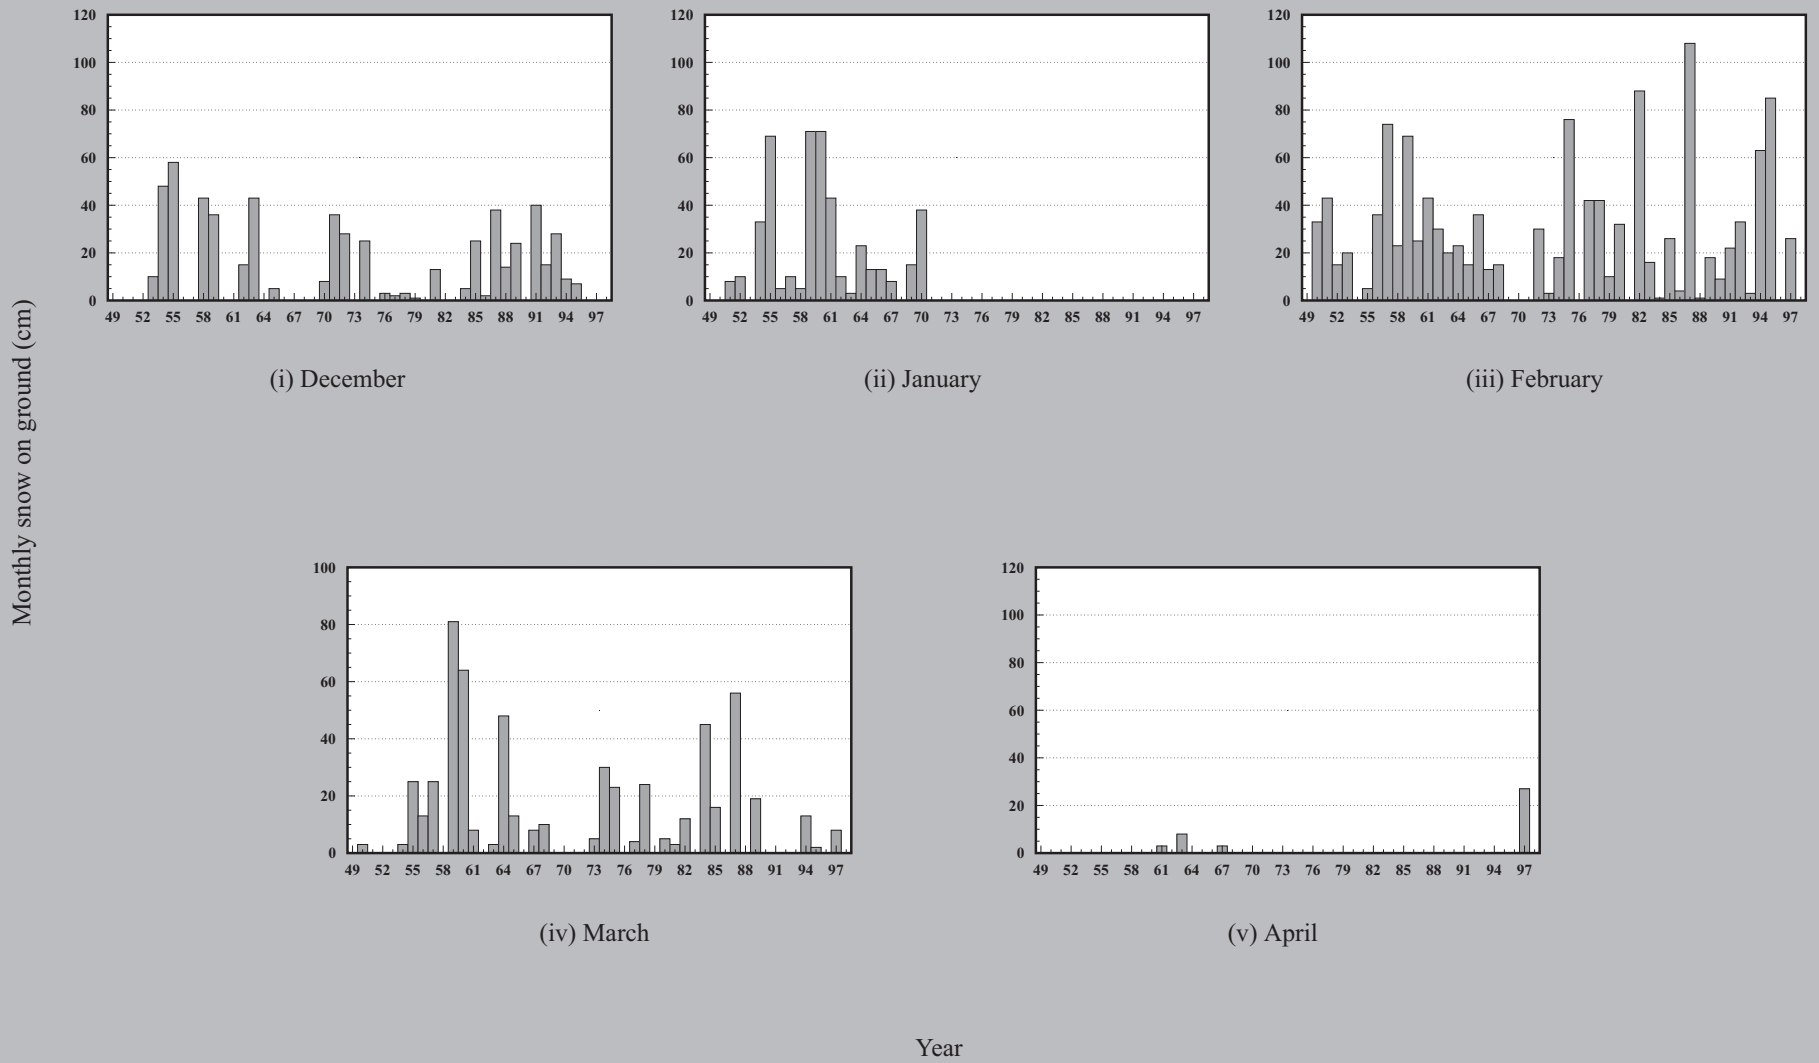 120 100 80 60 40 20 0
49 52 55 58 61 64 67 70 73 76 79 82 85 88 91 94 97
(i) December
120 100 80 60 40 20 0
49 52 55 58 61 64 67 70 73 76 79 82 85 88 91 94 97
(ii) January
120 100 80 60 40 20 0
49 52 55 58 61 64 67 70 73 76 79 82 85 88 91 94 97
(iii) February
Monthly snow on ground (cm)
100 80 60 40 20 0
49 52 55 58 61 64 67 70 73 76 79 82 85 88 91 94 97
(iv) March
120 100 80 60 40 20 0
49 52 55 58 61 64 67 70 73 76 79 82 85 88 91 94 97
(v) April
Year